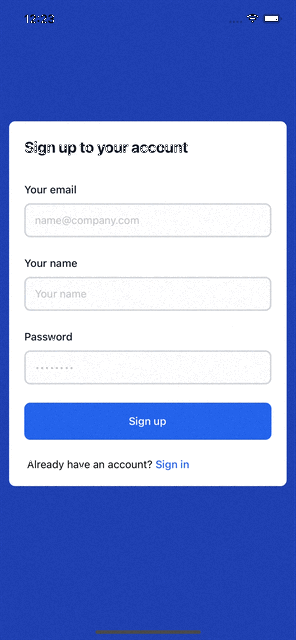 Sign up to your account
Your email
name@company.com
Your name
Your name
Password
Sign up
Already have an account? Sign in